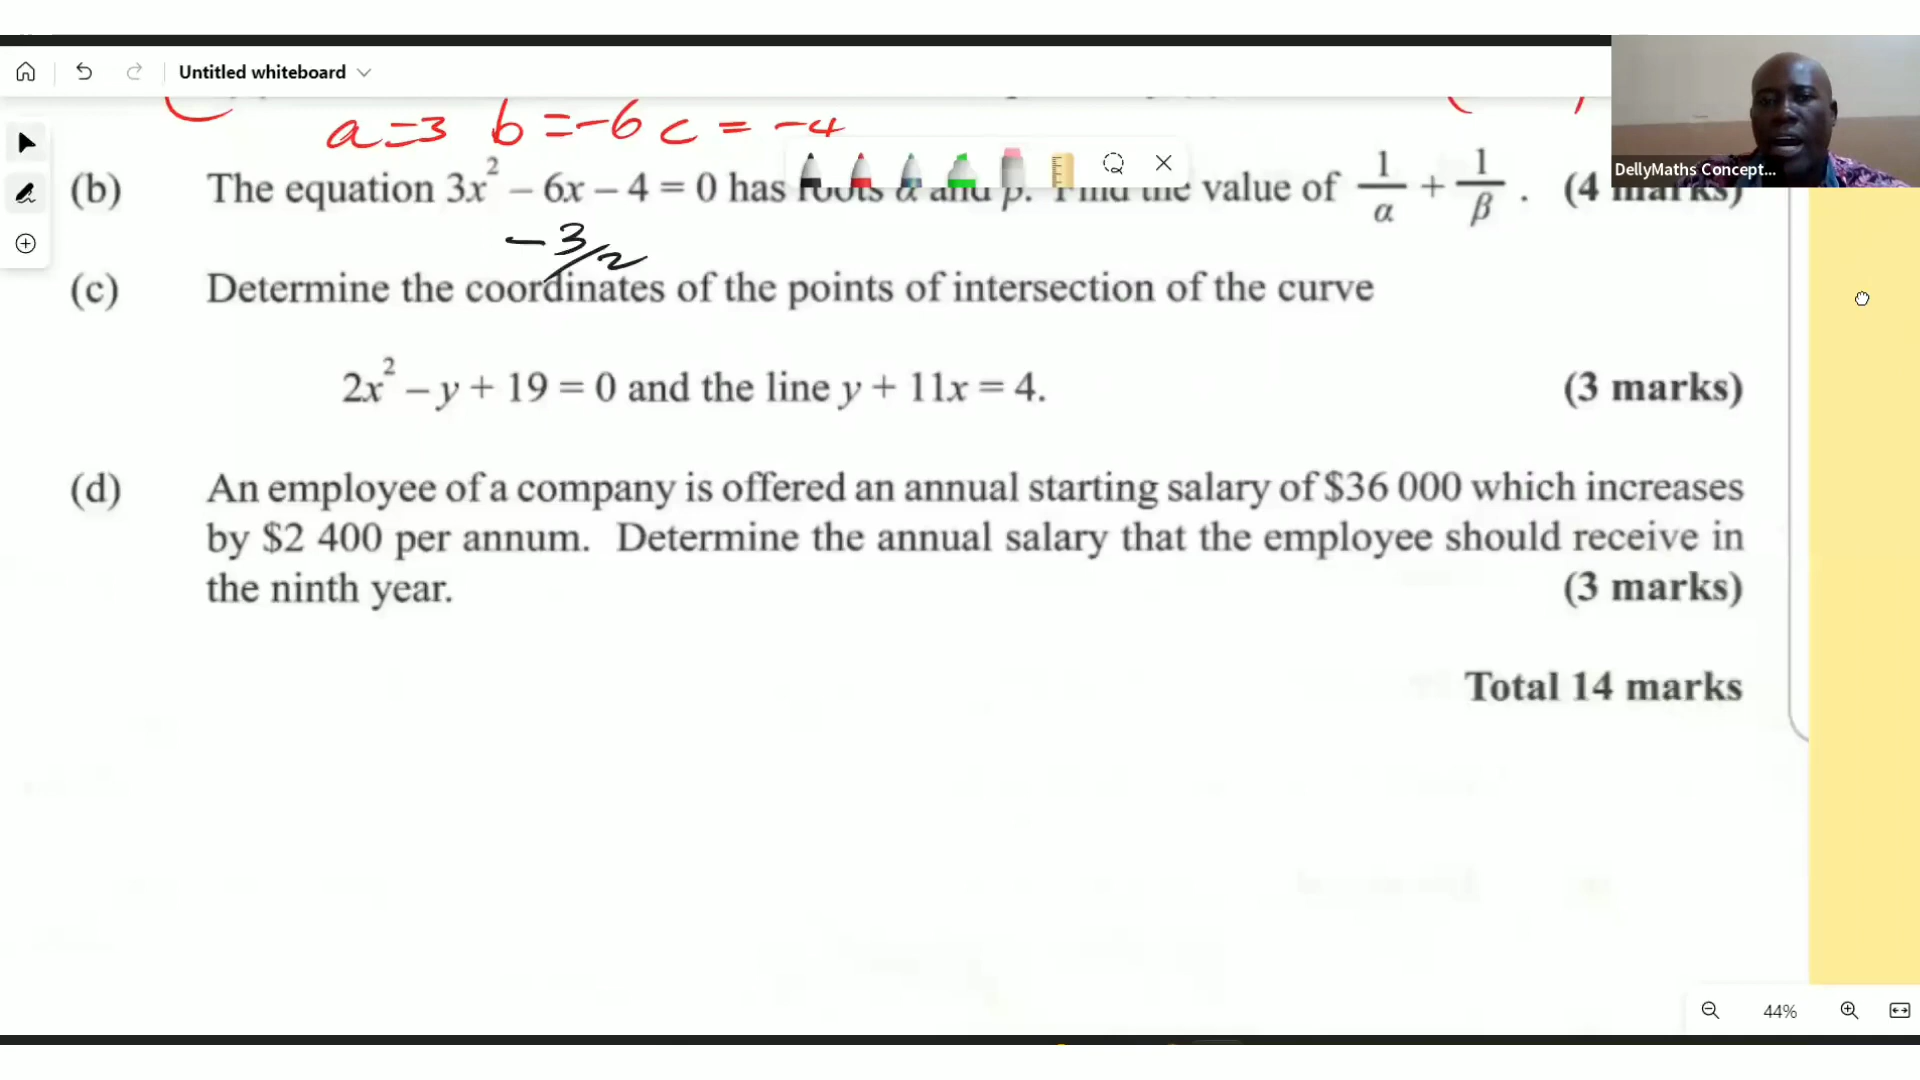 Untitled whiteboard
a=3 b=-6 c=-4
(b) The equation 3x² – 6x – 4 = 0 has roots α and β. Find the value of 1/α + 1/β . (4 marks)
DellyMaths Concept...
-3/2
(c) Determine the coordinates of the points of intersection of the curve
2x² – y + 19 = 0 and the line y + 11x = 4. (3 marks)
(d) An employee of a company is offered an annual starting salary of $36 000 which increases
by $2 400 per annum. Determine the annual salary that the employee should receive in
the ninth year. (3 marks)
Total 14 marks
44%